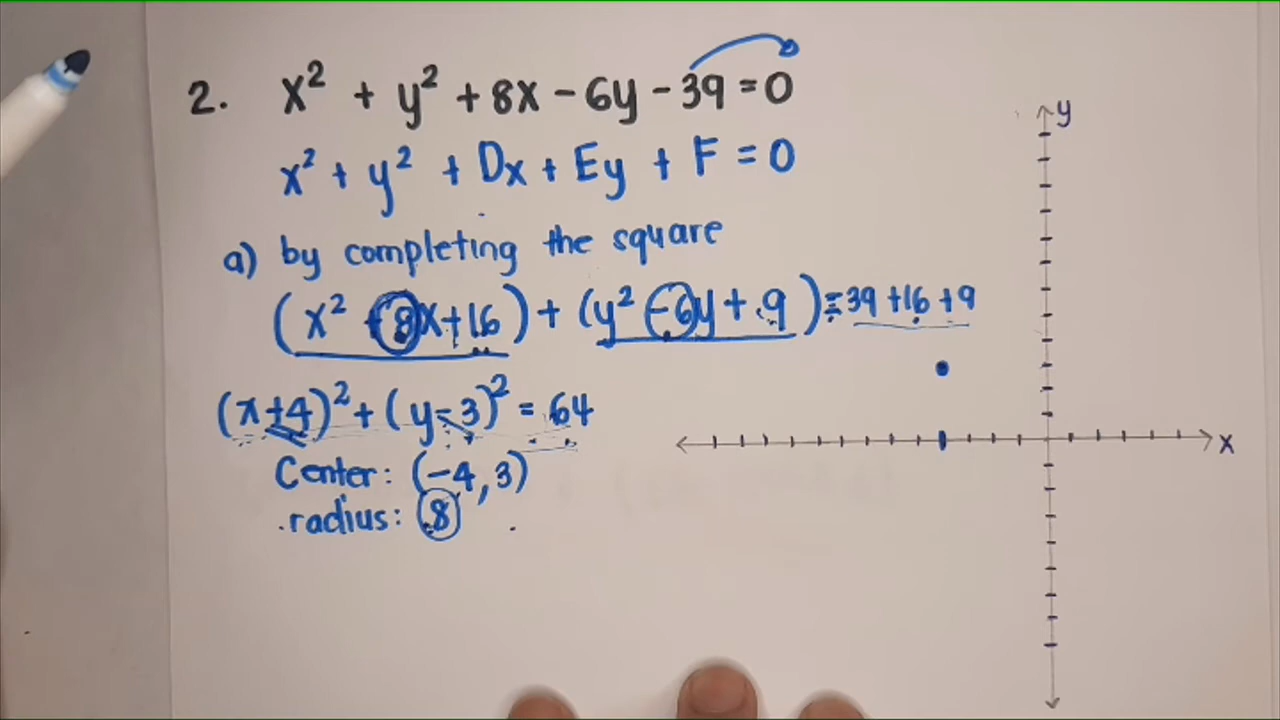 2. x² + y² + 8x - 6y - 39 = 0
x² + y² + Dx + Ey + F = 0
a) by completing the square
(x² + 8x + 16) + (y² - 6y + 9) = 39 + 16 + 9
(x+4)² + (y-3)² = 64
Center: (-4, 3)
radius: 8
y
x